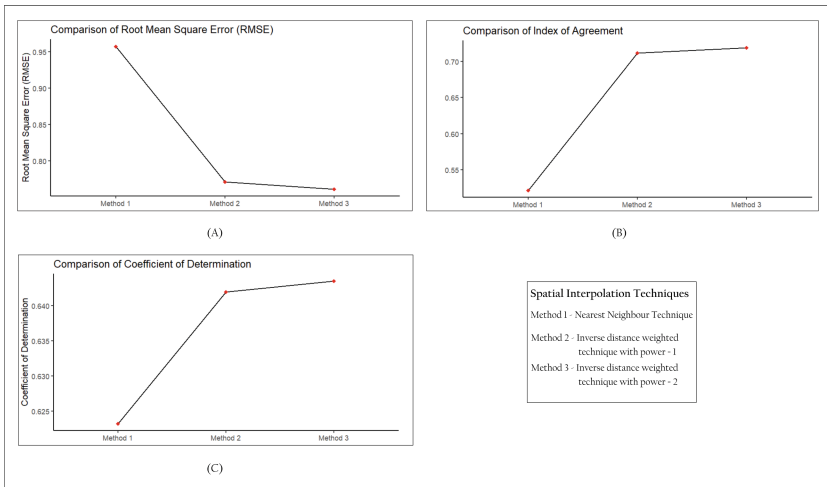 Comparison of Root Mean Square Error (RMSE)
Root Mean Square Error (RMSE)
0.95
0.90
0.85
0.80
Method 1
Method 2
Method 3
(A)
Comparison of Index of Agreement
0.70
0.65
0.60
0.55
Method 1
Method 2
Method 3
(B)
Comparison of Coefficient of Determination
Coefficient of Determination
0.640
0.635
0.630
0.625
Method 1
Method 2
Method 3
(C)
Spatial Interpolation Techniques
Method 1 - Nearest Neighbour Technique
Method 2 - Inverse distance weighted
technique with power - 1
Method 3 - Inverse distance weighted
technique with power - 2